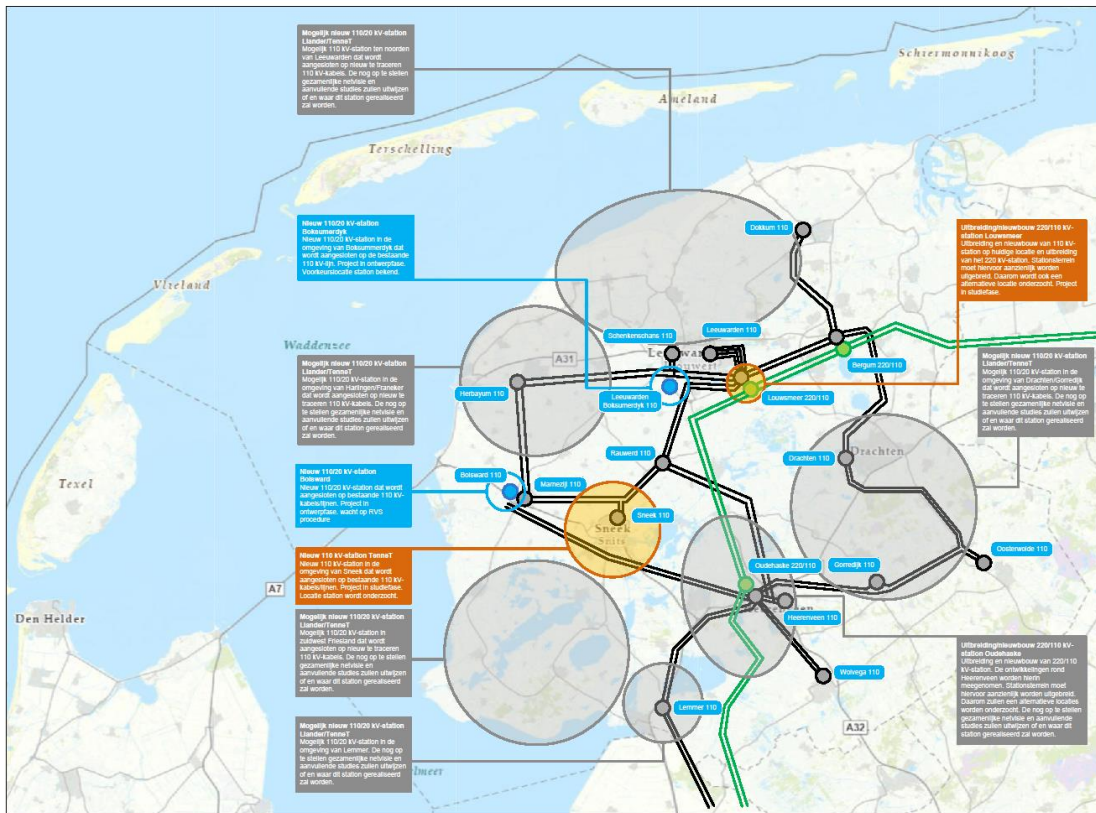 Mogelijk nieuw 110/20 kV-station
Liander/TenneT
Mogelijk 110 kV-station ten noorden
van Leeuwarden dat wordt
aangesloten op nieuw te traceren
110 kV-kabels. De nog op te stellen
gezamenlijke netvisie en
aanvullende studies zullen uitwijzen
of en waar dit station gerealiseerd
zal worden.
Schiermonnikoog
Ameland
Terschelling
Vlieland
Waddenzee
Texel
Den Helder
Nieuw 110/20 kV-station
Boksumerdyk
Nieuw 110/20 kV-station in de
omgeving van Boksummerdyk dat
wordt aangesloten op de bestaande
110 kV-lijn. Project in ontwerpfase.
Voorkeurslocatie station bekend.
Uitbreiding/nieuwbouw 220/110 kV-
station Louwsmeer
Uitbreiding en nieuwbouw van 110 kV-
station op huidige locatie en uitbreiding
van het 220 kV-station. Stationsterrein
moet hiervoor aanzienlijk worden
uitgebreid. Daarom wordt ook een
alternatieve locatie onderzocht. Project
in studiefase.
Mogelijk nieuw 110/20 kV-station
Liander/TenneT
Mogelijk 110/20 kV-station in de
omgeving van Harlingen/Franeker
dat wordt aangesloten op nieuw te
traceren 110 kV-kabels. De nog op
te stellen gezamenlijke netvisie en
aanvullende studies zullen uitwijzen
of en waar dit station gerealiseerd
zal worden.
Mogelijk nieuw 110/20 kV-station
Liander/TenneT
Mogelijk 110/20 kV-station in de
omgeving van Drachten/Gorredijk
dat wordt aangesloten op nieuw te
traceren 110 kV-kabels. De nog op
te stellen gezamenlijke netvisie en
aanvullende studies zullen uitwijzen
of en waar dit station gerealiseerd
zal worden.
Nieuw 110/20 kV-station
Bolsward
Nieuw 110/20 kV-station dat wordt
aangesloten op bestaande 110 kV-
kabels/lijnen. Project in
ontwerpfase, wacht op RVS
procedure
Nieuw 110 kV-station TenneT
Nieuw 110 kV-station in de
omgeving van Sneek dat wordt
aangesloten op bestaande 110 kV-
kabels/lijnen. Project in studiefase.
Locatie station wordt onderzocht.
Mogelijk nieuw 110/20 kV-station
Liander/TenneT
Mogelijk 110/20 kV-station in
zuidwest Friesland dat wordt
aangesloten op nieuw te traceren
110 kV-kabels. De nog op te stellen
gezamenlijke netvisie en
aanvullende studies zullen uitwijzen
of en waar dit station gerealiseerd
zal worden.
Mogelijk nieuw 110/20 kV-station
Liander/TenneT
Mogelijk 110/20 kV-station in de
omgeving van Lemmer. De nog op
te stellen gezamenlijke netvisie en
aanvullende studies zullen uitwijzen
of en waar dit station gerealiseerd
zal worden.
Uitbreiding/nieuwbouw 220/110 kV-
station Oudehaske
Uitbreiding en nieuwbouw van 220/110
kV-station. De ontwikkelingen rond
Heerenveen worden hierin
meegenomen. Stationsterrein moet
hiervoor aanzienlijk worden uitgebreid.
Daarom zullen een alternatieve locaties
worden onderzocht. De nog op te stellen
gezamenlijke netvisie en aanvullende
studies zullen uitwijzen of en waar dit
station gerealiseerd zal worden.
Dokkum 110
Schenkenschans 110
Leeuwarden 110
A31
Bergum 220/110
Herbayum 110
Leeuwarden
Boksumerdyk 110
Louwsmeer 220/110
Rauwerd 110
Drachten 110
Drachten
Bolsward 110
Marnezijl 110
Sneek 110
Sneek
Snits
Oosterwolde 110
Oudehaske 220/110
Gorredijk 110
Heerenveen 110
Wolvega 110
Lemmer 110
A7
A32